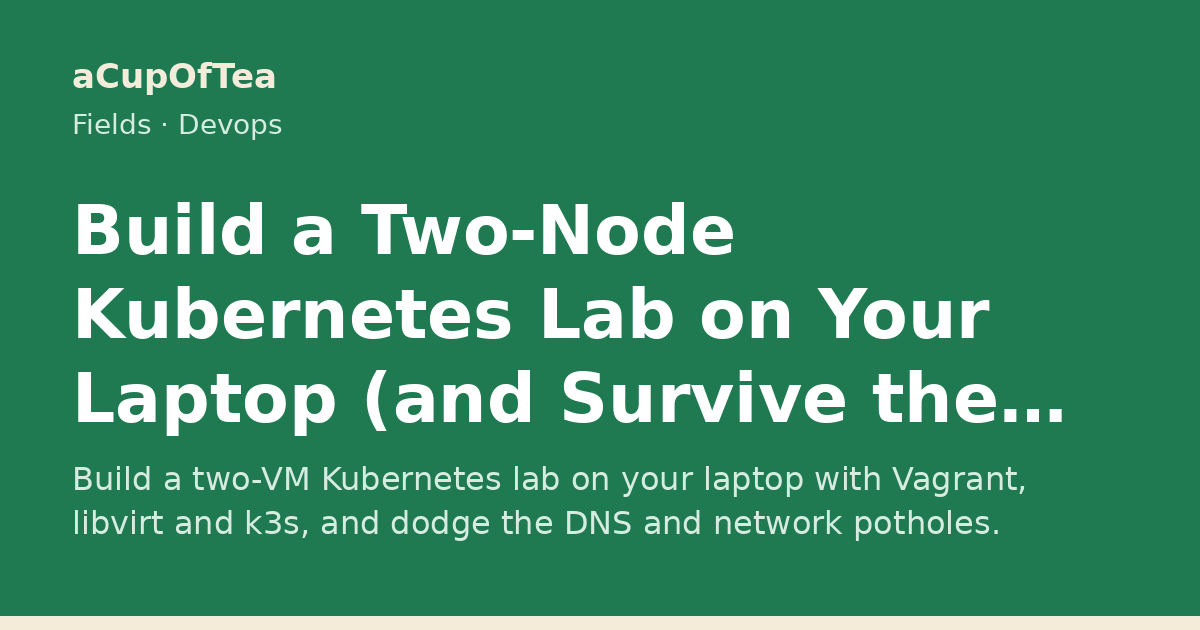 aCupOfTea
Fields · Devops
Build a Two-Node
Kubernetes Lab on Your
Laptop (and Survive the…
Build a two-VM Kubernetes lab on your laptop with Vagrant,
libvirt and k3s, and dodge the DNS and network potholes.